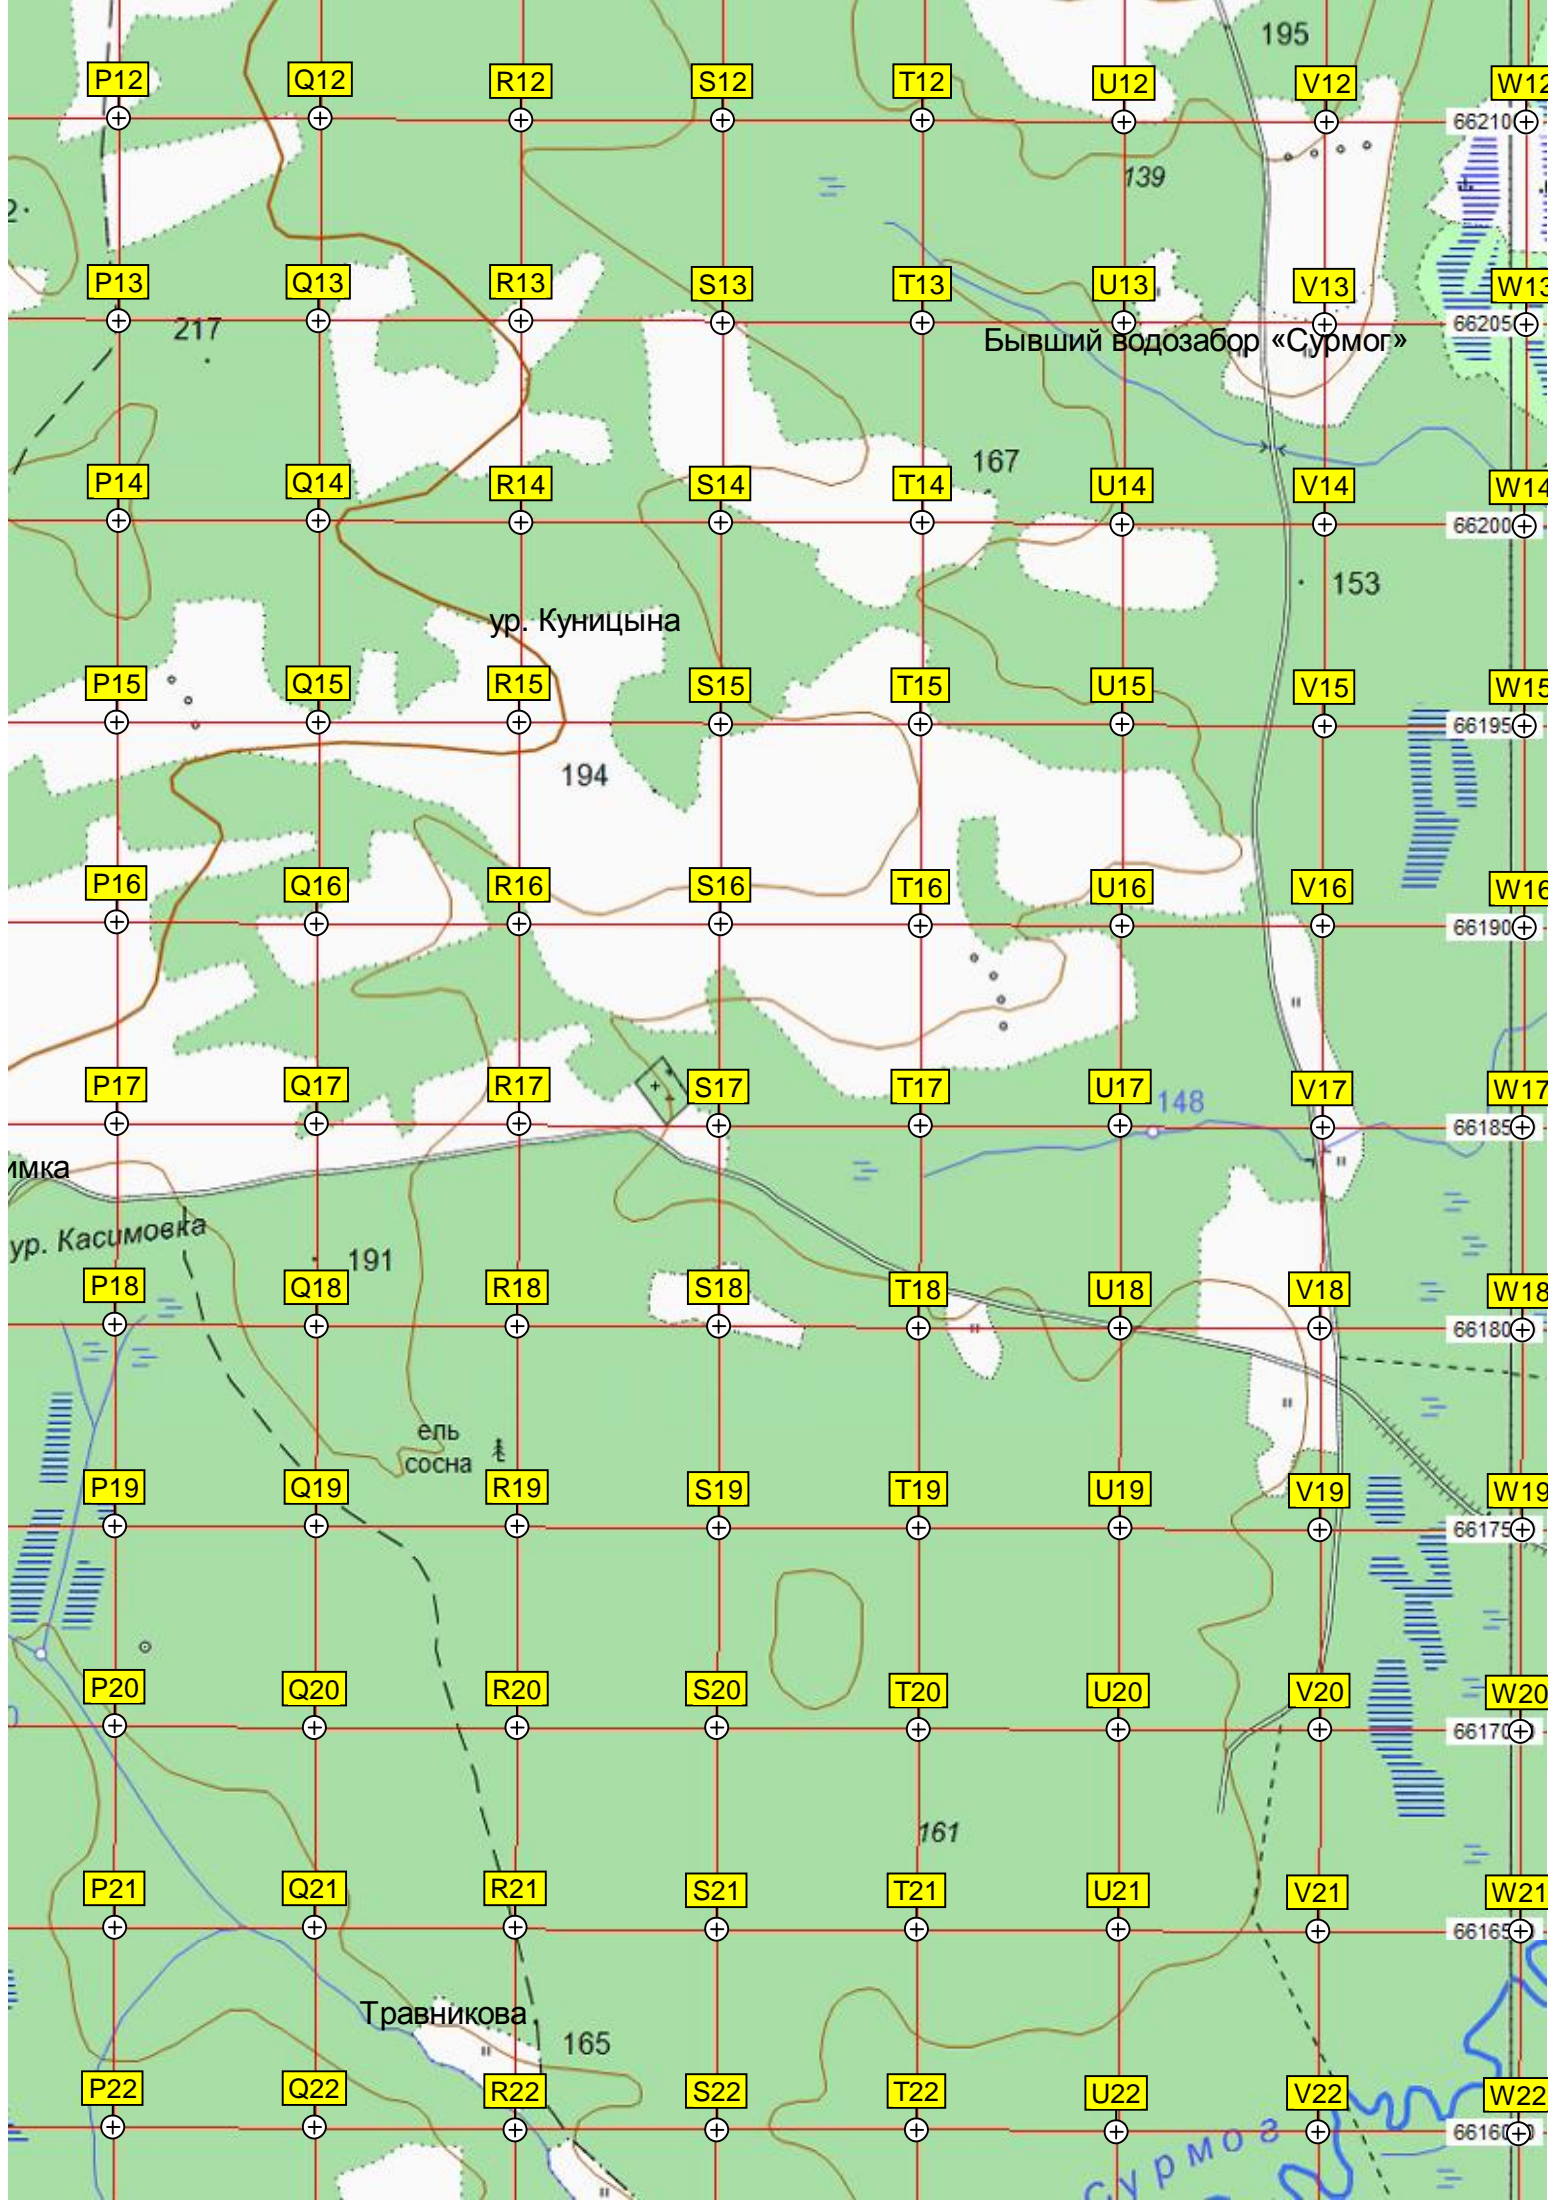 195
P12 Q12 R12 S12 T12 U12 V12 W12
66210
139
2
P13 Q13 R13 S13 T13 U13 V13 W13
217
66205
Бывший водозабор «Сурмог»
167
P14 Q14 R14 S14 T14 U14 V14 W14
66200
153
ур. Куницына
P15 Q15 R15 S15 T15 U15 V15 W15
66195
194
P16 Q16 R16 S16 T16 U16 V16 W16
66190
P17 Q17 R17 S17 T17 U17 V17 W17
148
66185
имка
ур. Касимовка
191
P18 Q18 R18 S18 T18 U18 V18 W18
66180
ель
сосна
P19 Q19 R19 S19 T19 U19 V19 W19
66175
P20 Q20 R20 S20 T20 U20 V20 W20
0
66170
161
P21 Q21 R21 S21 T21 U21 V21 W21
66165
Травникова
165
P22 Q22 R22 S22 T22 U22 V22 W22
66160
Сурмог